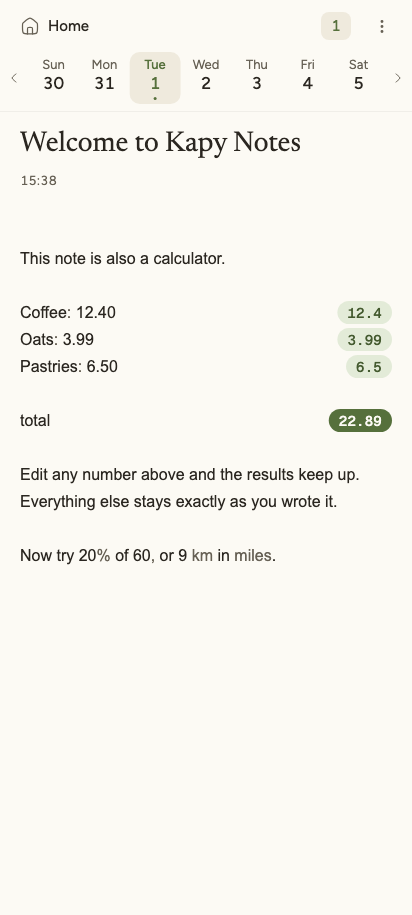 Home 1
Sun Mon Tue Wed Thu Fri Sat
30 31 1 2 3 4 5
Welcome to Kapy Notes
15:38
This note is also a calculator.
Coffee: 12.40 12.4
Oats: 3.99 3.99
Pastries: 6.50 6.5
total 22.89
Edit any number above and the results keep up.
Everything else stays exactly as you wrote it.
Now try 20% of 60, or 9 km in miles.